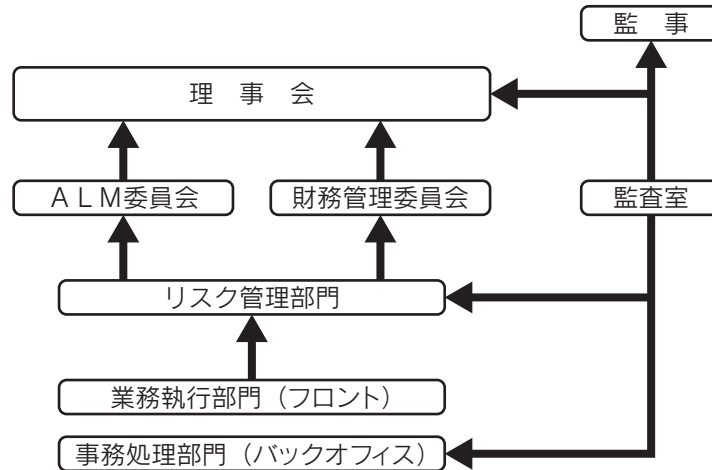 監　事
理　事　会
ＡＬＭ委員会
財務管理委員会
監査室
リスク管理部門
業務執行部門（フロント）
事務処理部門（バックオフィス）